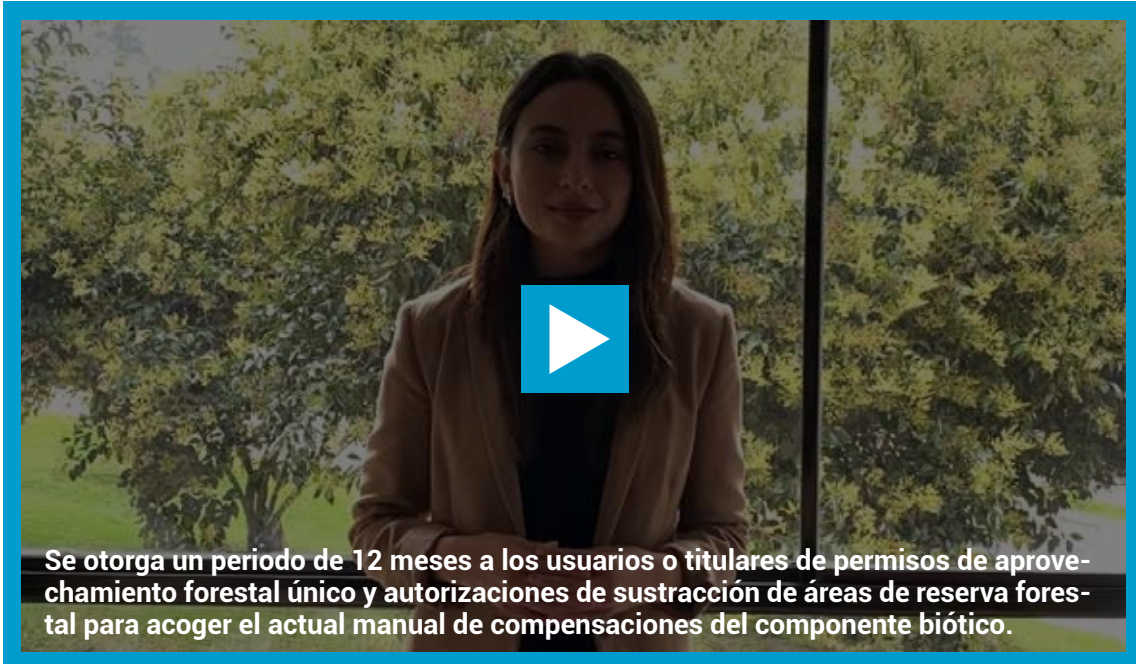 Se otorga un periodo de 12 meses a los usuarios o titulares de permisos de aprove-
chamiento forestal único y autorizaciones de sustracción de áreas de reserva fores-
tal para acoger el actual manual de compensaciones del componente biótico.